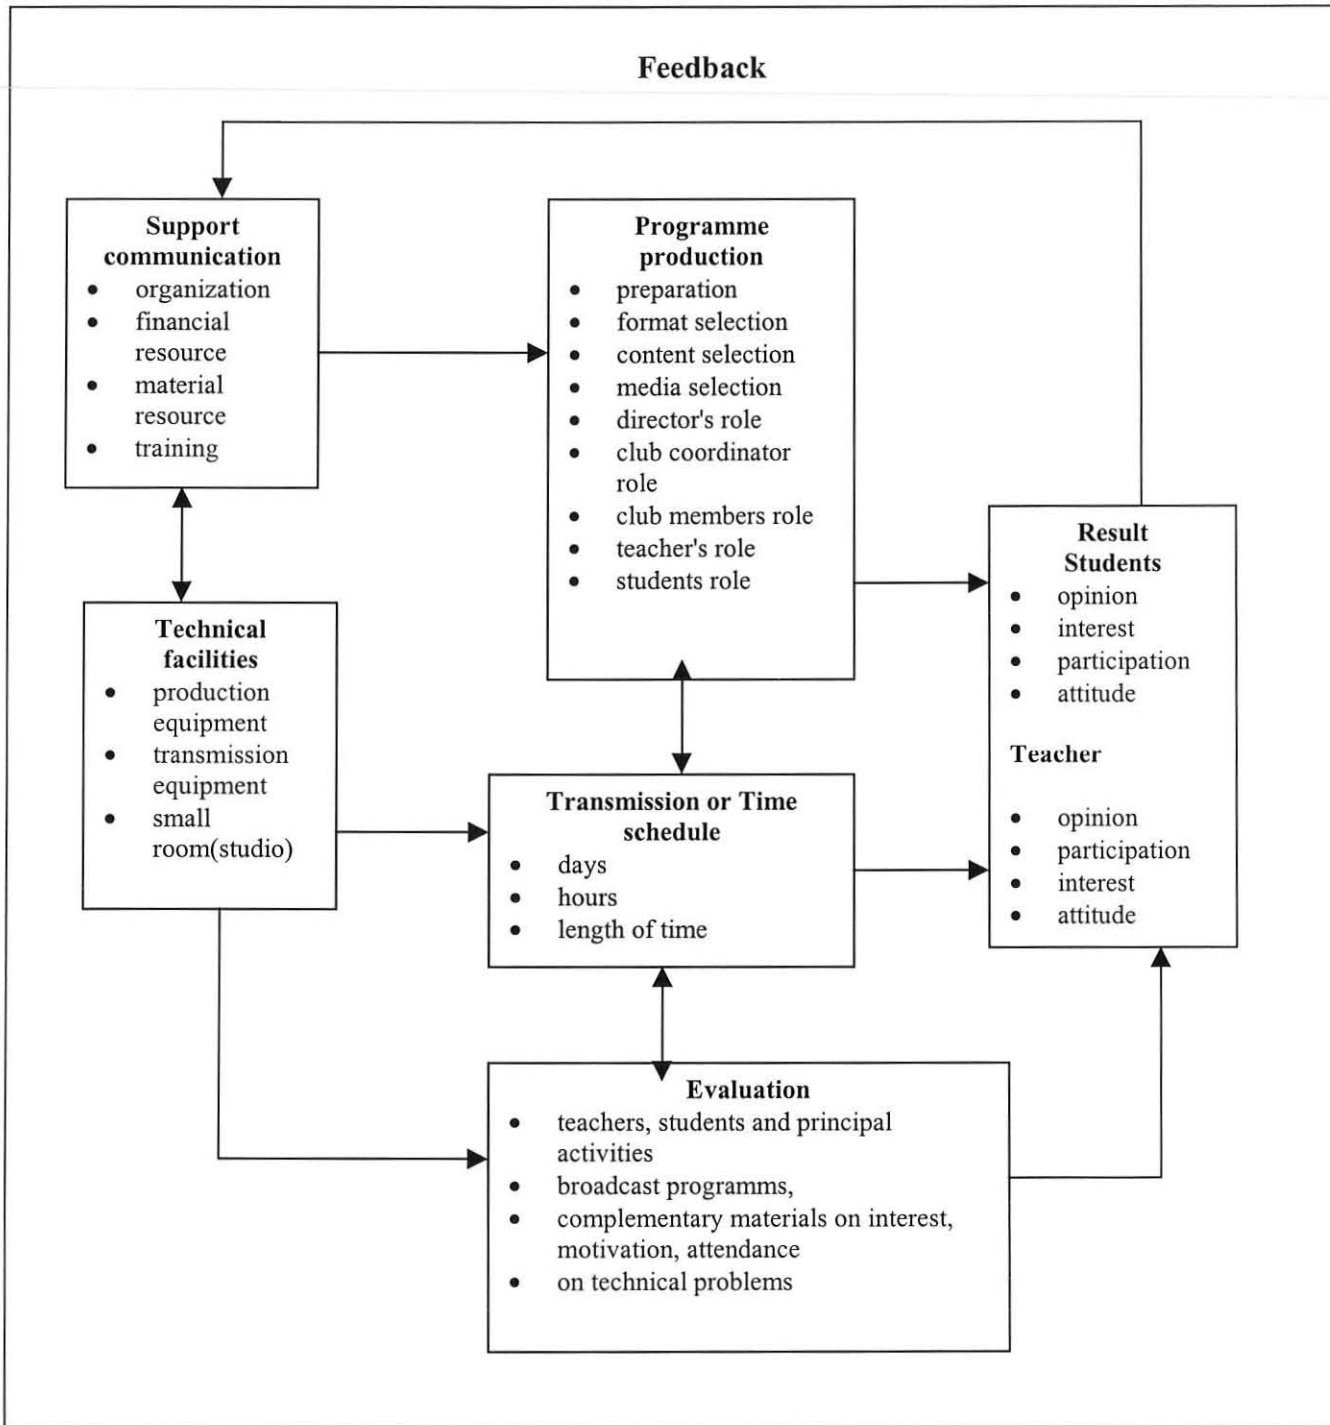 Feedback
Support
communication
• organization
• financial
resource
• material
resource
• training
Programme
production
• preparation
• format selection
• content selection
• media selection
• director's role
• club coordinator
role
• club members role
• teacher's role
• students role
Technical
facilities
• production
equipment
• transmission
equipment
• small
room(studio)
Transmission or Time
schedule
• days
• hours
• length of time
Result
Students
• opinion
• interest
• participation
• attitude
Teacher
• opinion
• participation
• interest
• attitude
Evaluation
• teachers, students and principal
activities
• broadcast programms,
• complementary materials on interest,
motivation, attendance
• on technical problems